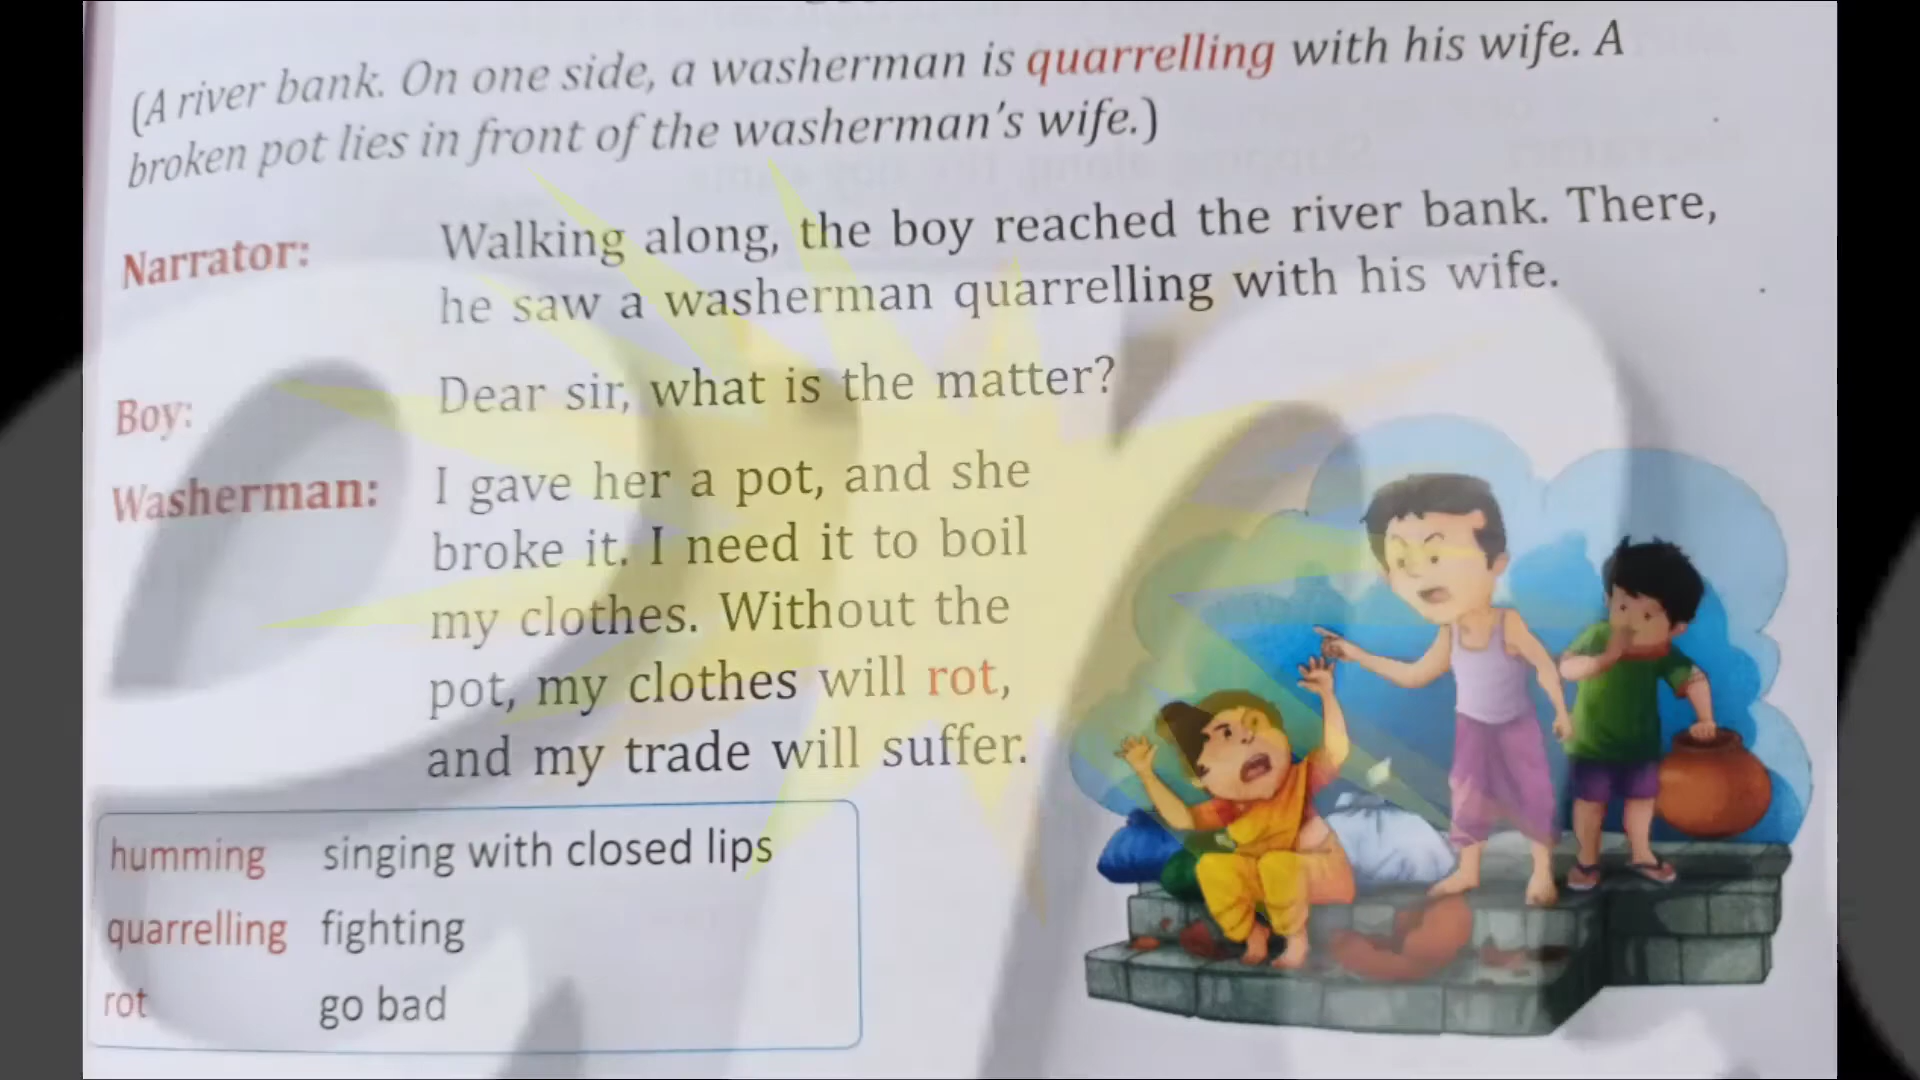 (A river bank. On one side, a washerman is quarrelling with his wife. A
broken pot lies in front of the washerman's wife.)
Narrator: Walking along, the boy reached the river bank. There,
he saw a washerman quarrelling with his wife.
Boy: Dear sir, what is the matter?
Washerman: I gave her a pot, and she
broke it. I need it to boil
my clothes. Without the
pot, my clothes will rot,
and my trade will suffer.
humming singing with closed lips
quarrelling fighting
rot go bad